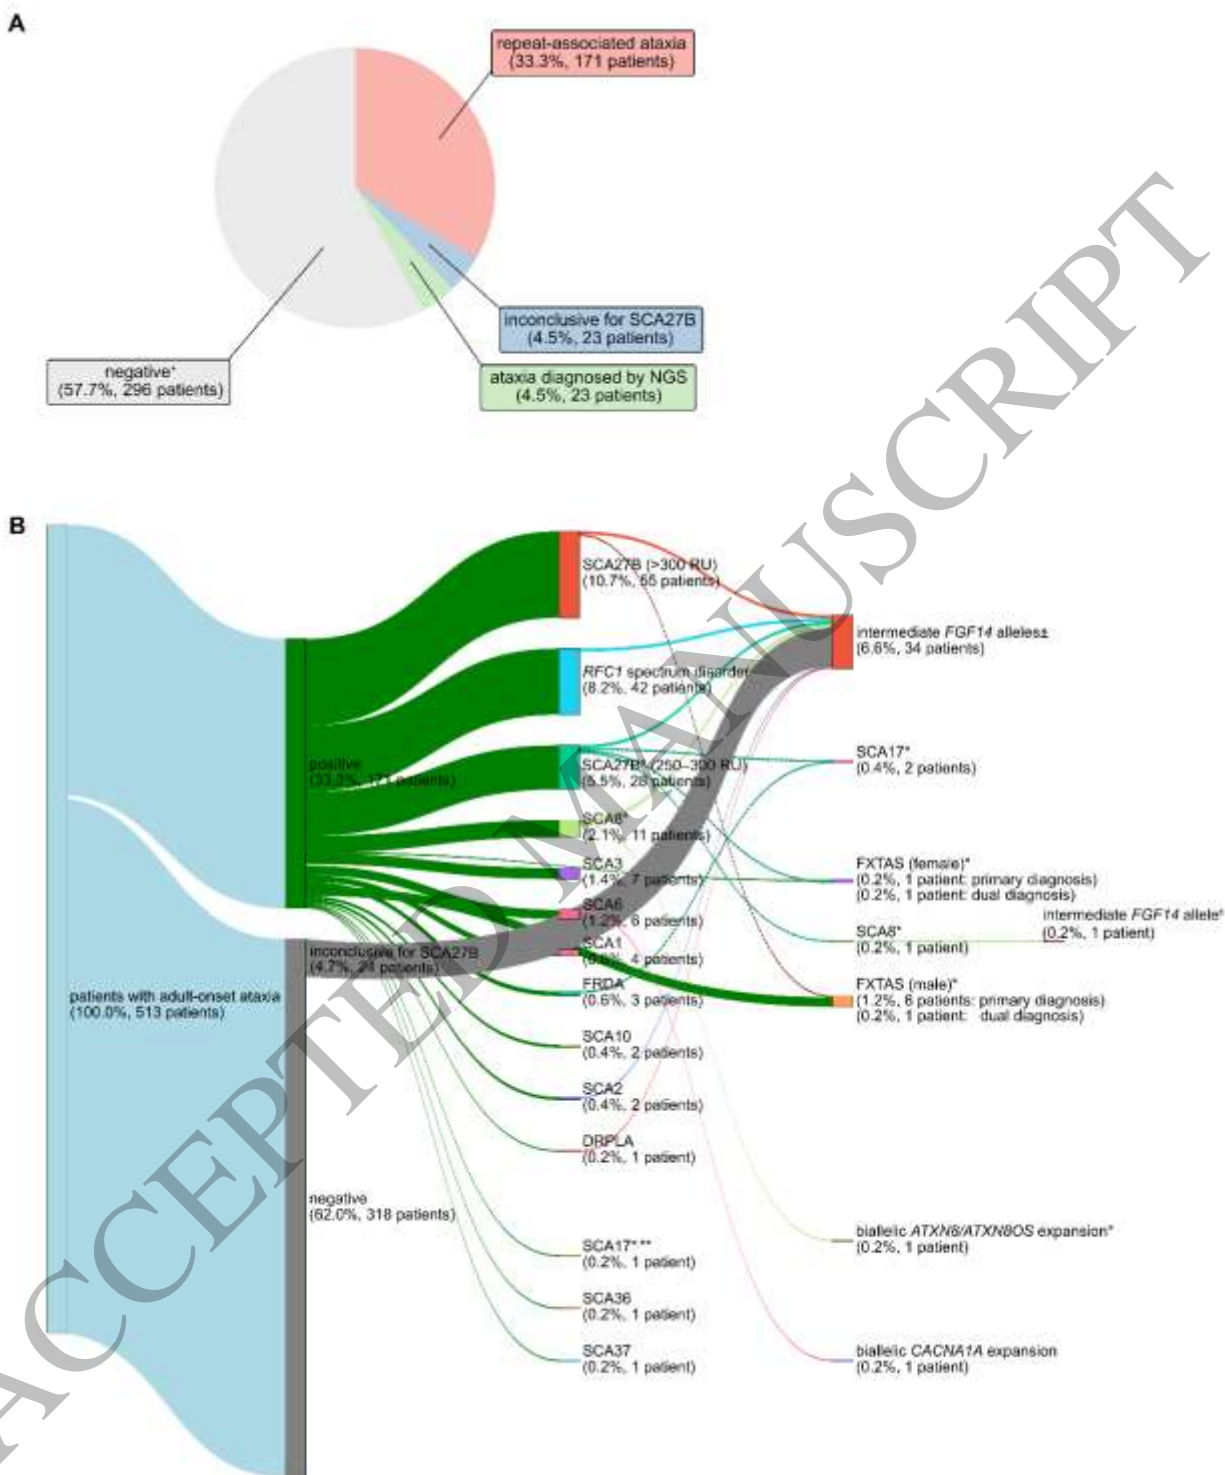 A
repeat-associated ataxia
(33.3%, 171 patients)
inconclusive for SCA27B
(4.5%, 23 patients)
negative*
(57.7%, 296 patients)
ataxia diagnosed by NGS
(4.5%, 23 patients)
B
SCA27B (>300 RU)
(10.7%, 55 patients)
intermediate FGF14 alleles±
(6.6%, 34 patients)
RFC1 spectrum disorder
(8.2%, 42 patients)
positive
(33.3%, 171 patients)
SCA27B* (250–300 RU)
(5.5%, 28 patients)
SCA17*
(0.4%, 2 patients)
SCA8*
(2.1%, 11 patients)
SCA3
(1.4%, 7 patients)
FXTAS (female)*
(0.2%, 1 patient: primary diagnosis)
(0.2%, 1 patient: dual diagnosis)
SCA6
(1.2%, 6 patients)
intermediate FGF14 allele
(0.2%, 1 patient)
SCA8*
(0.2%, 1 patient)
SCA1
4 patients)
inconclusive for SCA27B
(4.7%, 24 patients)
FRDA
(0.6%, 3 patients)
FXTAS (male)*
(1.2%, 6 patients: primary diagnosis)
(0.2%, 1 patient: dual diagnosis)
patients with adult-onset ataxia
(100.0%, 513 patients)
SCA10
(0.4%, 2 patients)
SCA2
(0.4%, 2 patients)
DRPLA
(0.2%, 1 patient)
negative
(62.0%, 318 patients)
SCA17*,**
(0.2%, 1 patient)
biallelic ATXN8/ATXN8OS expansion*
(0.2%, 1 patient)
SCA36
(0.2%, 1 patient)
SCA37
(0.2%, 1 patient)
biallelic CACNA1A expansion
(0.2%, 1 patient)
ACCEPTED MANUSCRIPT